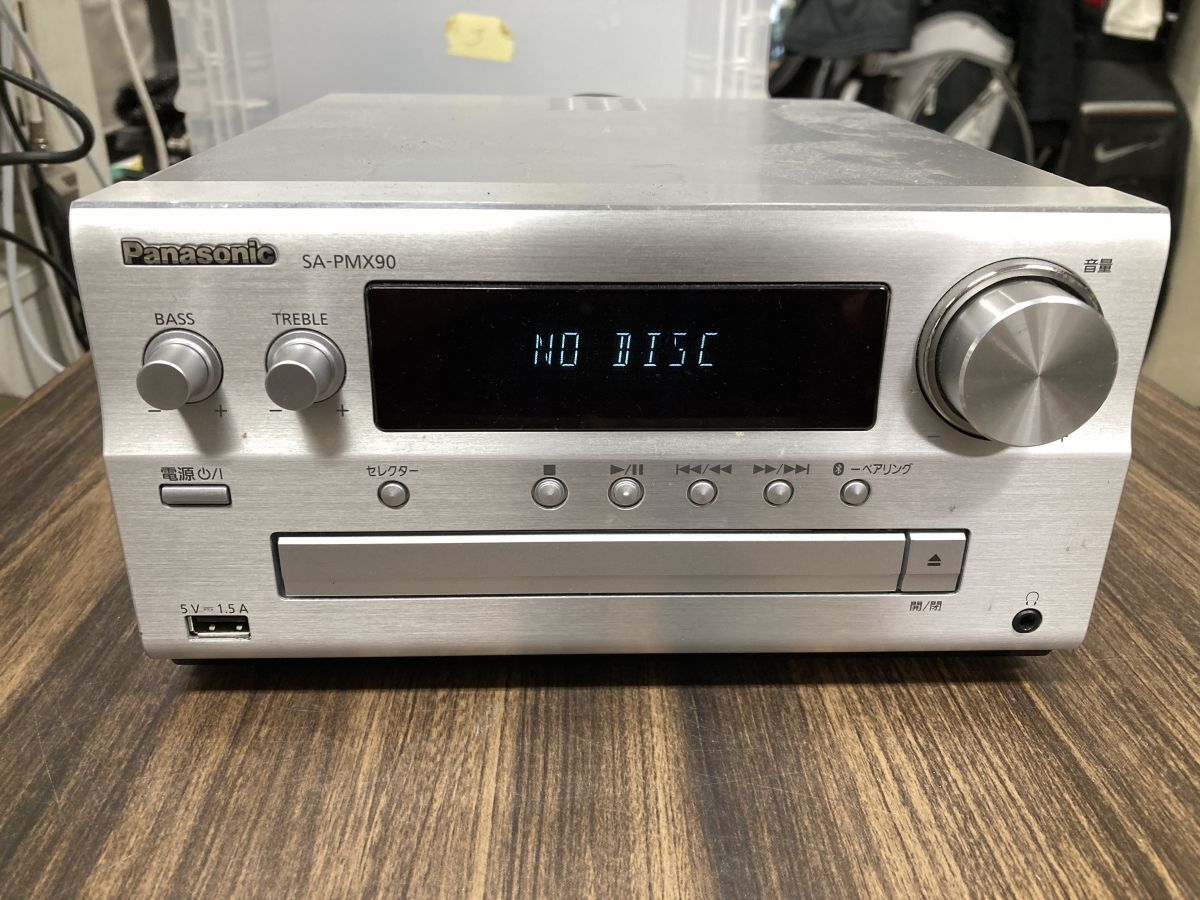 Panasonic
SA-PMX90
音量
BASS
TREBLE
NO DISC
− +
− +
− +
電源 ⏻/I
セレクター
■
▶/❚❚
I◀◀/◀◀
▶▶/▶▶I
ーペアリング
5 V ⎓ 1.5 A
開/閉